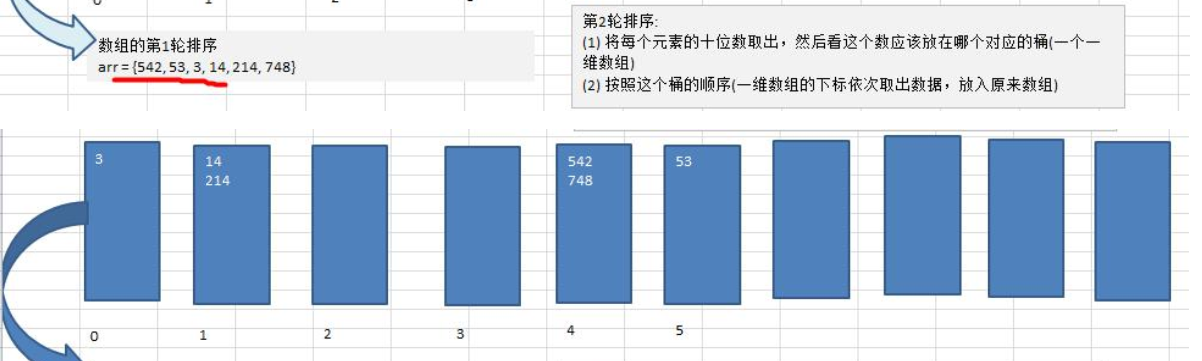 0 1 2 3
数组的第1轮排序
arr = {542, 53, 3, 14, 214, 748}
第2轮排序:
(1) 将每个元素的十位数取出，然后看这个数应该放在哪个对应的桶(一个一
维数组)
(2) 按照这个桶的顺序(一维数组的下标依次取出数据，放入原来数组)
3
14
214
542
748
53
0 1 2 3 4 5